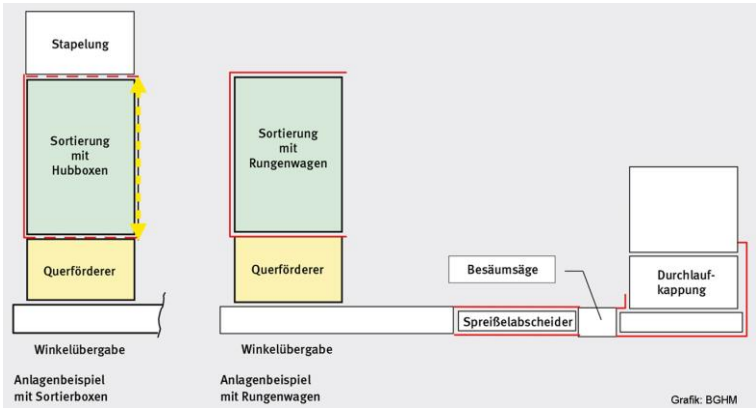 Stapelung
Sortierung
mit
Hubboxen
Querförderer
Winkelübergabe
Anlagenbeispiel
mit Sortierboxen
Sortierung
mit
Rungenwagen
Querförderer
Winkelübergabe
Anlagenbeispiel
mit Rungenwagen
Besäumsäge
Spreißelabscheider
Durchlauf-
kappung
Grafik: BGHM